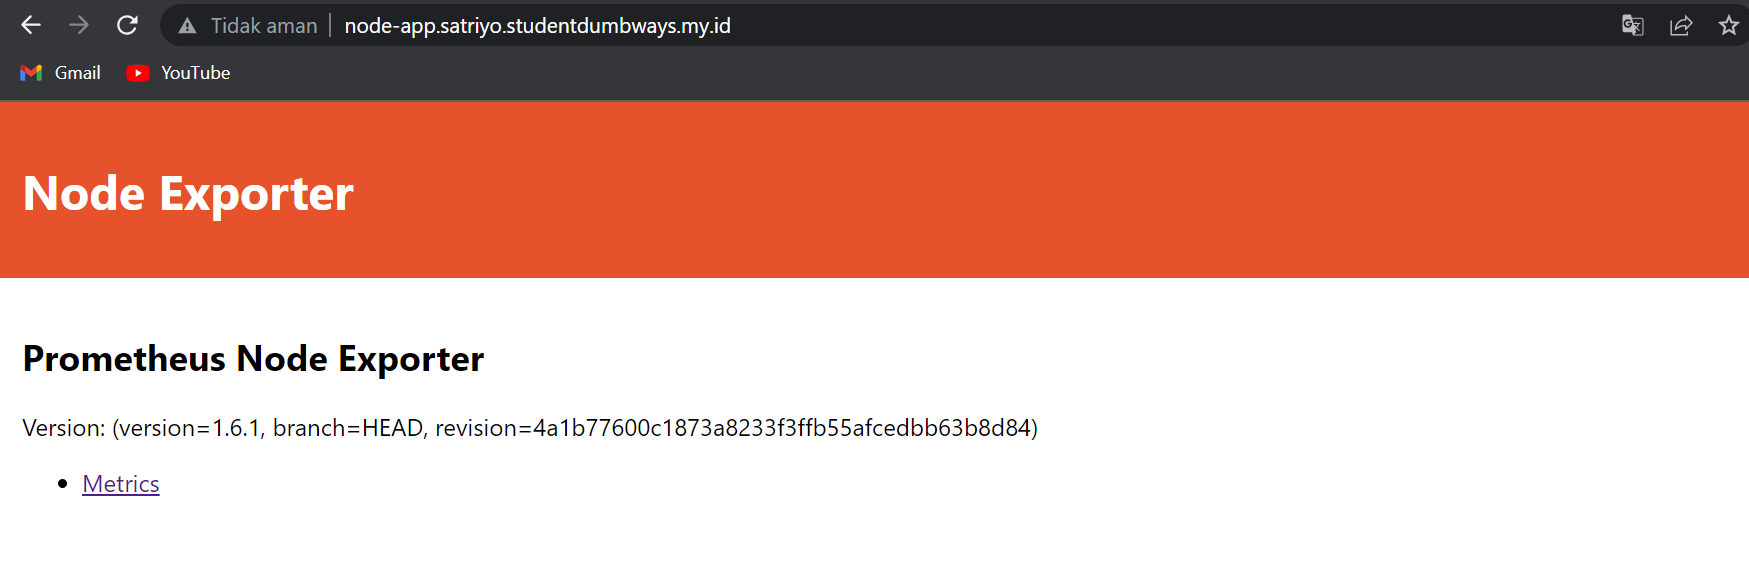 Tidak aman | node-app.satriyo.studentdumbways.my.id
Gmail YouTube
Node Exporter
Prometheus Node Exporter
Version: (version=1.6.1, branch=HEAD, revision=4a1b77600c1873a8233f3ffb55afcedbb63b8d84)
• Metrics